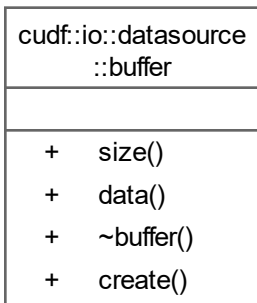 cudf::io::datasource
::buffer
+ size()
+ data()
+ ~buffer()
+ create()